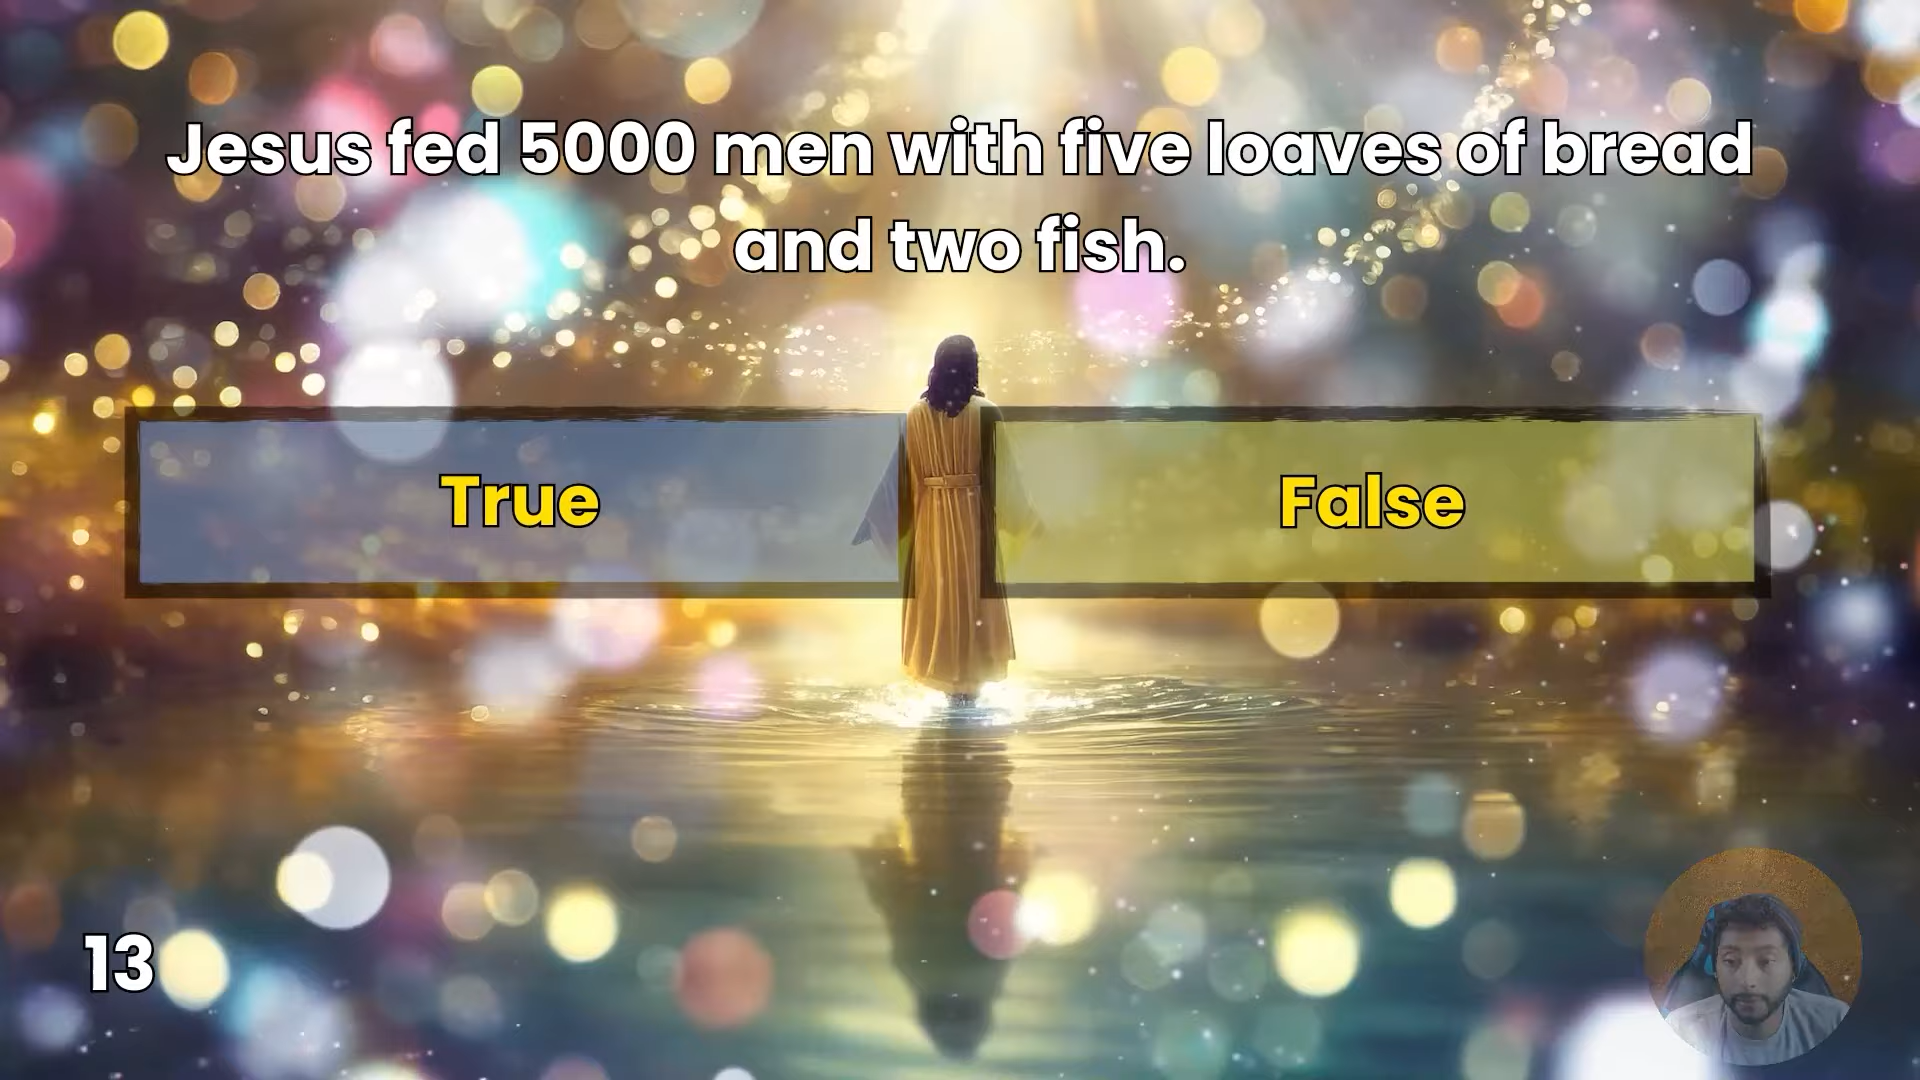 Jesus fed 5000 men with five loaves of bread
and two fish.
True
False
13